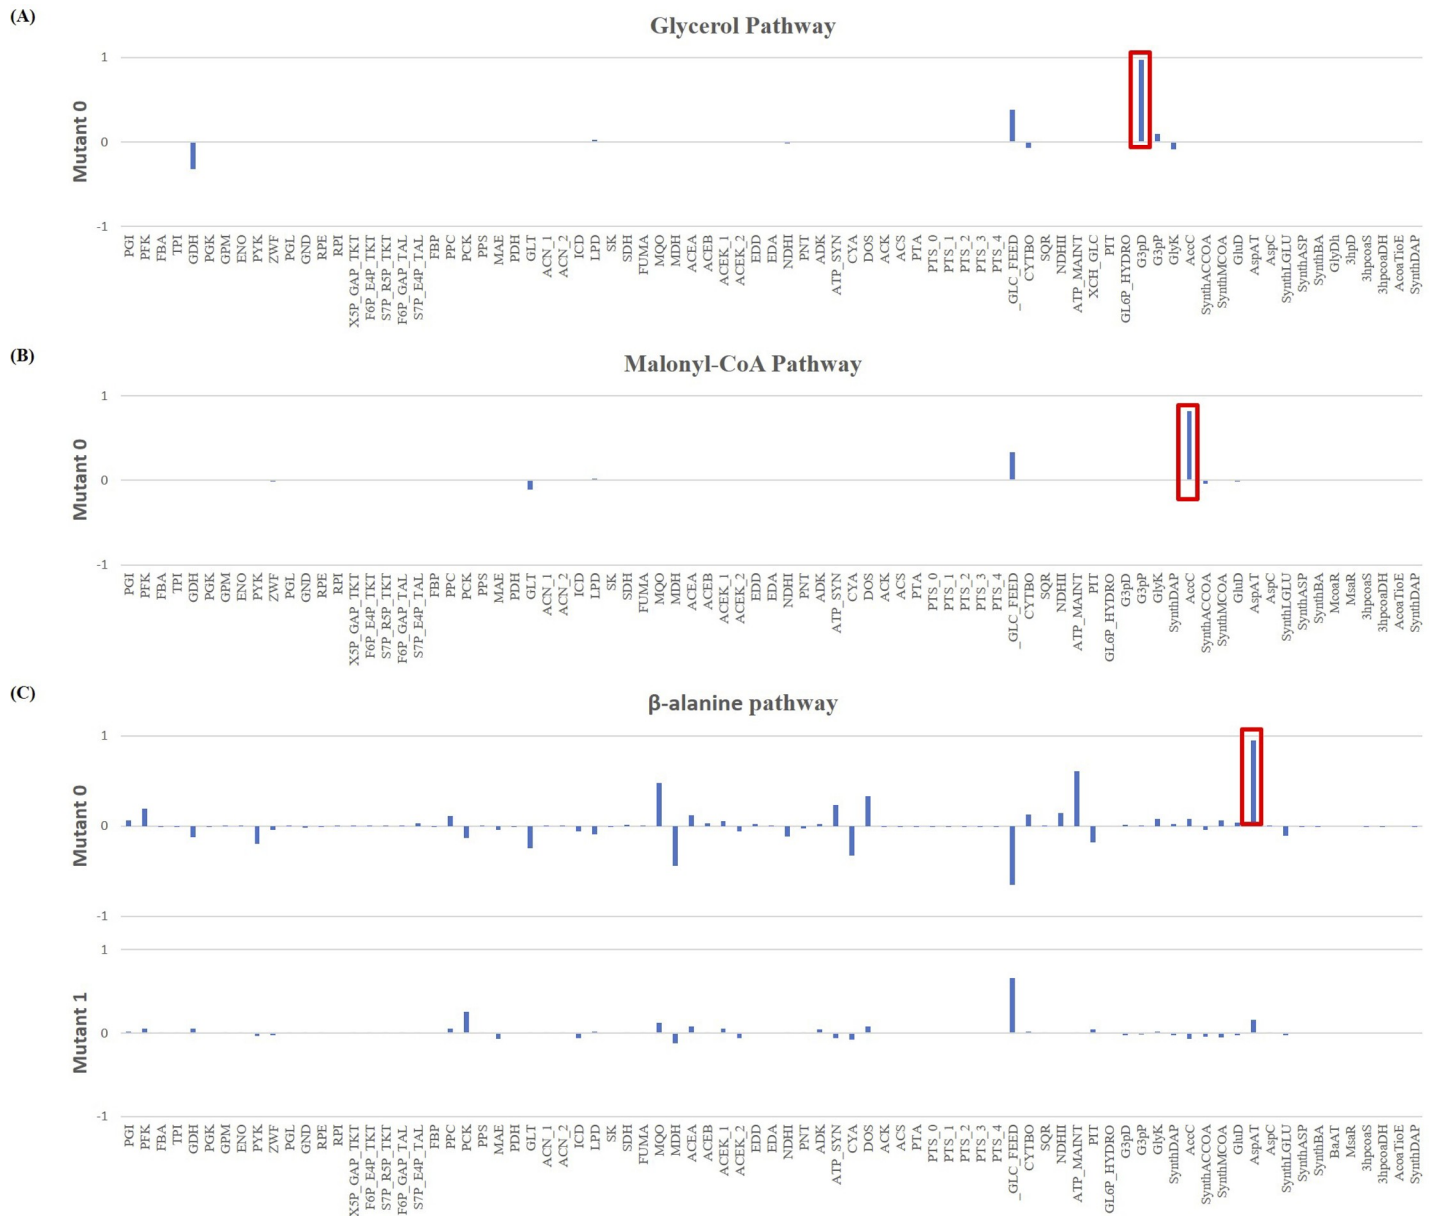 (A)
Glycerol Pathway
Mutant 0
1
0
-1
PGI PFK FBA TPI GDH PGK GPM ENO PYK ZWF PGL GND RPE RPI X5P_GAP_TKT F6P_E4P_TKT S7P_R5P_TKT F6P_GAP_TAL S7P_E4P_TAL FBP PPC PCK PPS MAE PDH GLT ACN_1 ACN_2 ICD LPD SK SDH FUMA MQO MDH ACEA ACEB ACEK_1 ACEK_2 EDD EDA NDHI PNT ADK ATP_SYN CYA DOS ACK ACS PTA PTS_0 PTS_1 PTS_2 PTS_3 PTS_4 _GLC_FEED CYTBO SQR NDHII ATP_MAINT XCH_GLC PIT GL6P_HYDRO G3pD G3pP GlyK AccC SynthACCOA SynthMCOA GluD AspAT AspC SynthLGLU SynthASP SynthBA GlyDh 3hpD 3hpcoaS 3hpcoaDH AcoaTioE SynthDAP
(B)
Malonyl-CoA Pathway
Mutant 0
1
0
-1
PGI PFK FBA TPI GDH PGK GPM ENO PYK ZWF PGL GND RPE RPI X5P_GAP_TKT F6P_E4P_TKT S7P_R5P_TKT F6P_GAP_TAL S7P_E4P_TAL FBP PPC PCK PPS MAE PDH GLT ACN_1 ACN_2 ICD LPD SK SDH FUMA MQO MDH ACEA ACEB ACEK_1 ACEK_2 EDD EDA NDHI PNT ADK ATP_SYN CYA DOS ACK ACS PTA PTS_0 PTS_1 PTS_2 PTS_3 PTS_4 _GLC_FEED CYTBO SQR NDHII ATP_MAINT PIT GL6P_HYDRO G3pD G3pP GlyK SynthDAP AccC SynthACCOA SynthMCOA GluD AspAT AspC SynthLGLU SynthASP SynthBA McoaR MsaR 3hpcoaS 3hpcoaDH AcoaTioE SynthDAP
(C)
β-alanine pathway
Mutant 0
1
0
-1
Mutant 1
1
0
-1
PGI PFK FBA TPI GDH PGK GPM ENO PYK ZWF PGL GND RPE RPI X5P_GAP_TKT F6P_E4P_TKT S7P_R5P_TKT F6P_GAP_TAL S7P_E4P_TAL FBP PPC PCK PPS MAE PDH GLT ACN_1 ACN_2 ICD LPD SK SDH FUMA MQO MDH ACEA ACEB ACEK_1 ACEK_2 EDD EDA NDHI PNT ADK ATP_SYN CYA DOS ACK ACS PTA PTS_0 PTS_1 PTS_2 PTS_3 PTS_4 _GLC_FEED CYTBO SQR NDHII ATP_MAINT PIT GL6P_HYDRO G3pD G3pP GlyK SynthDAP AccC SynthACCOA SynthMCOA GluD AspAT AspC SynthLGLU SynthASP SynthBA BaAT MsaR 3hpcoaS 3hpcoaDH AcoaTioE SynthDAP